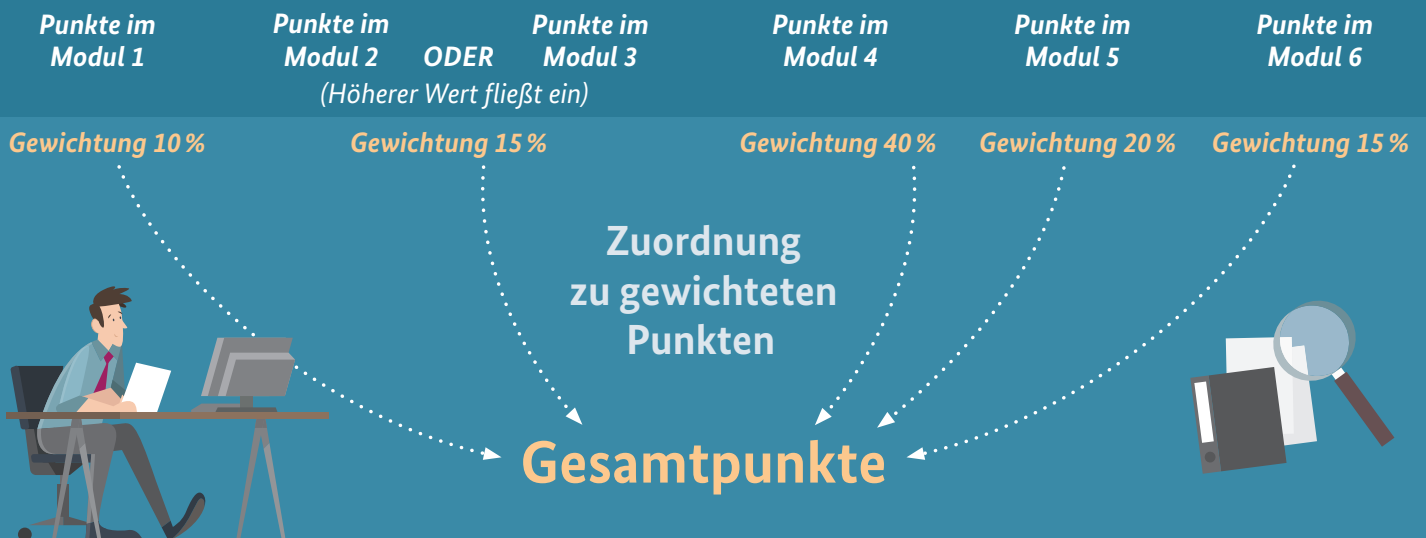 Punkte im
Modul 1
Punkte im
Modul 2
ODER
Punkte im
Modul 3
(Höherer Wert fließt ein)
Punkte im
Modul 4
Punkte im
Modul 5
Punkte im
Modul 6
Gewichtung 10 %
Gewichtung 15 %
Gewichtung 40 %
Gewichtung 20 %
Gewichtung 15 %
Zuordnung
zu gewichteten
Punkten
Gesamtpunkte